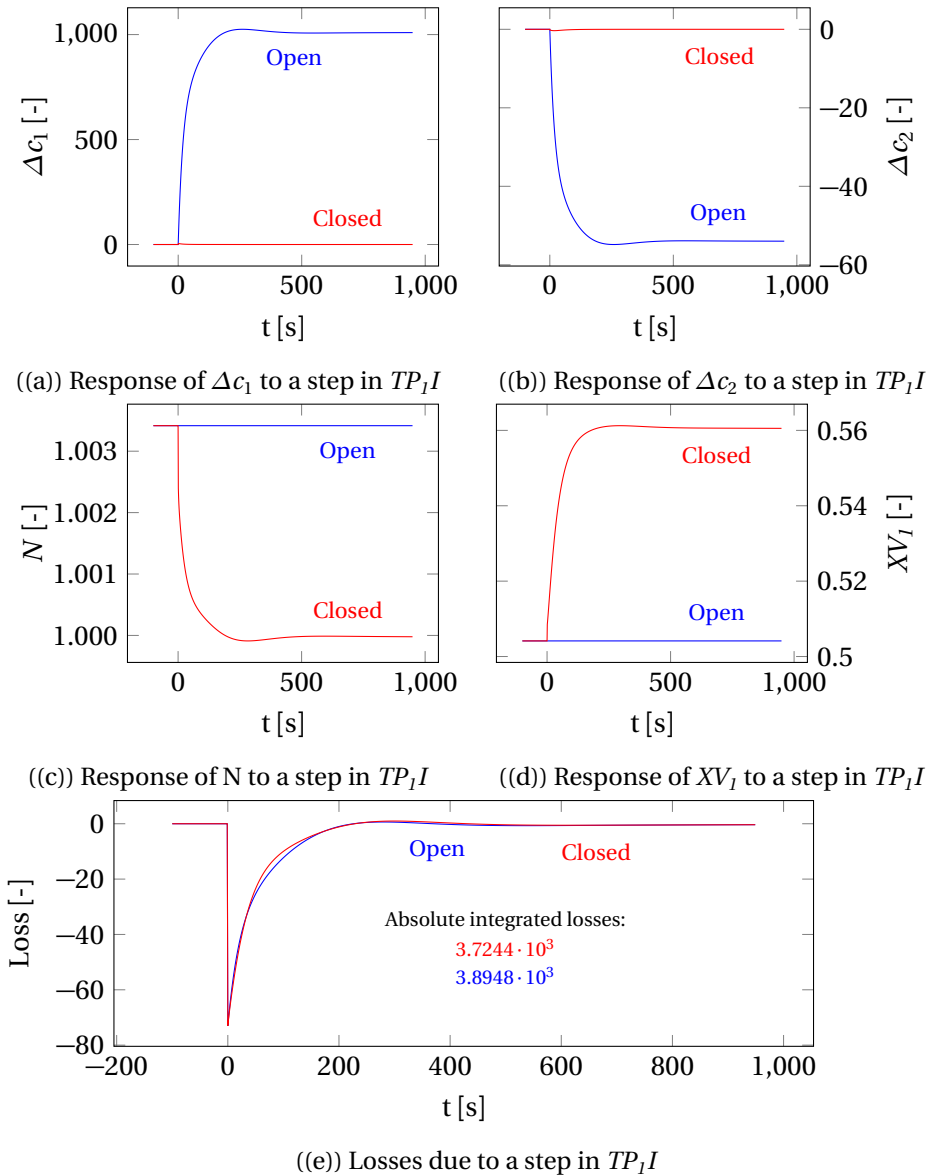 1,000
500
0
Δc₁ [-]
Open
Closed
0 500 1,000
t [s]
((a)) Response of Δc₁ to a step in TP₁I
0
−20
−40
−60
Δc₂ [-]
Closed
Open
0 500 1,000
t [s]
((b)) Response of Δc₂ to a step in TP₁I
1.003
1.002
1.001
1.000
N [-]
Open
Closed
0 500 1,000
t [s]
((c)) Response of N to a step in TP₁I
0.56
0.54
0.52
0.5
XV₁ [-]
Closed
Open
0 500 1,000
t [s]
((d)) Response of XV₁ to a step in TP₁I
0
−20
−40
−60
−80
Loss [-]
Open Closed
Absolute integrated losses:
3.7244 · 10³
3.8948 · 10³
−200 0 200 400 600 800 1,000
t [s]
((e)) Losses due to a step in TP₁I